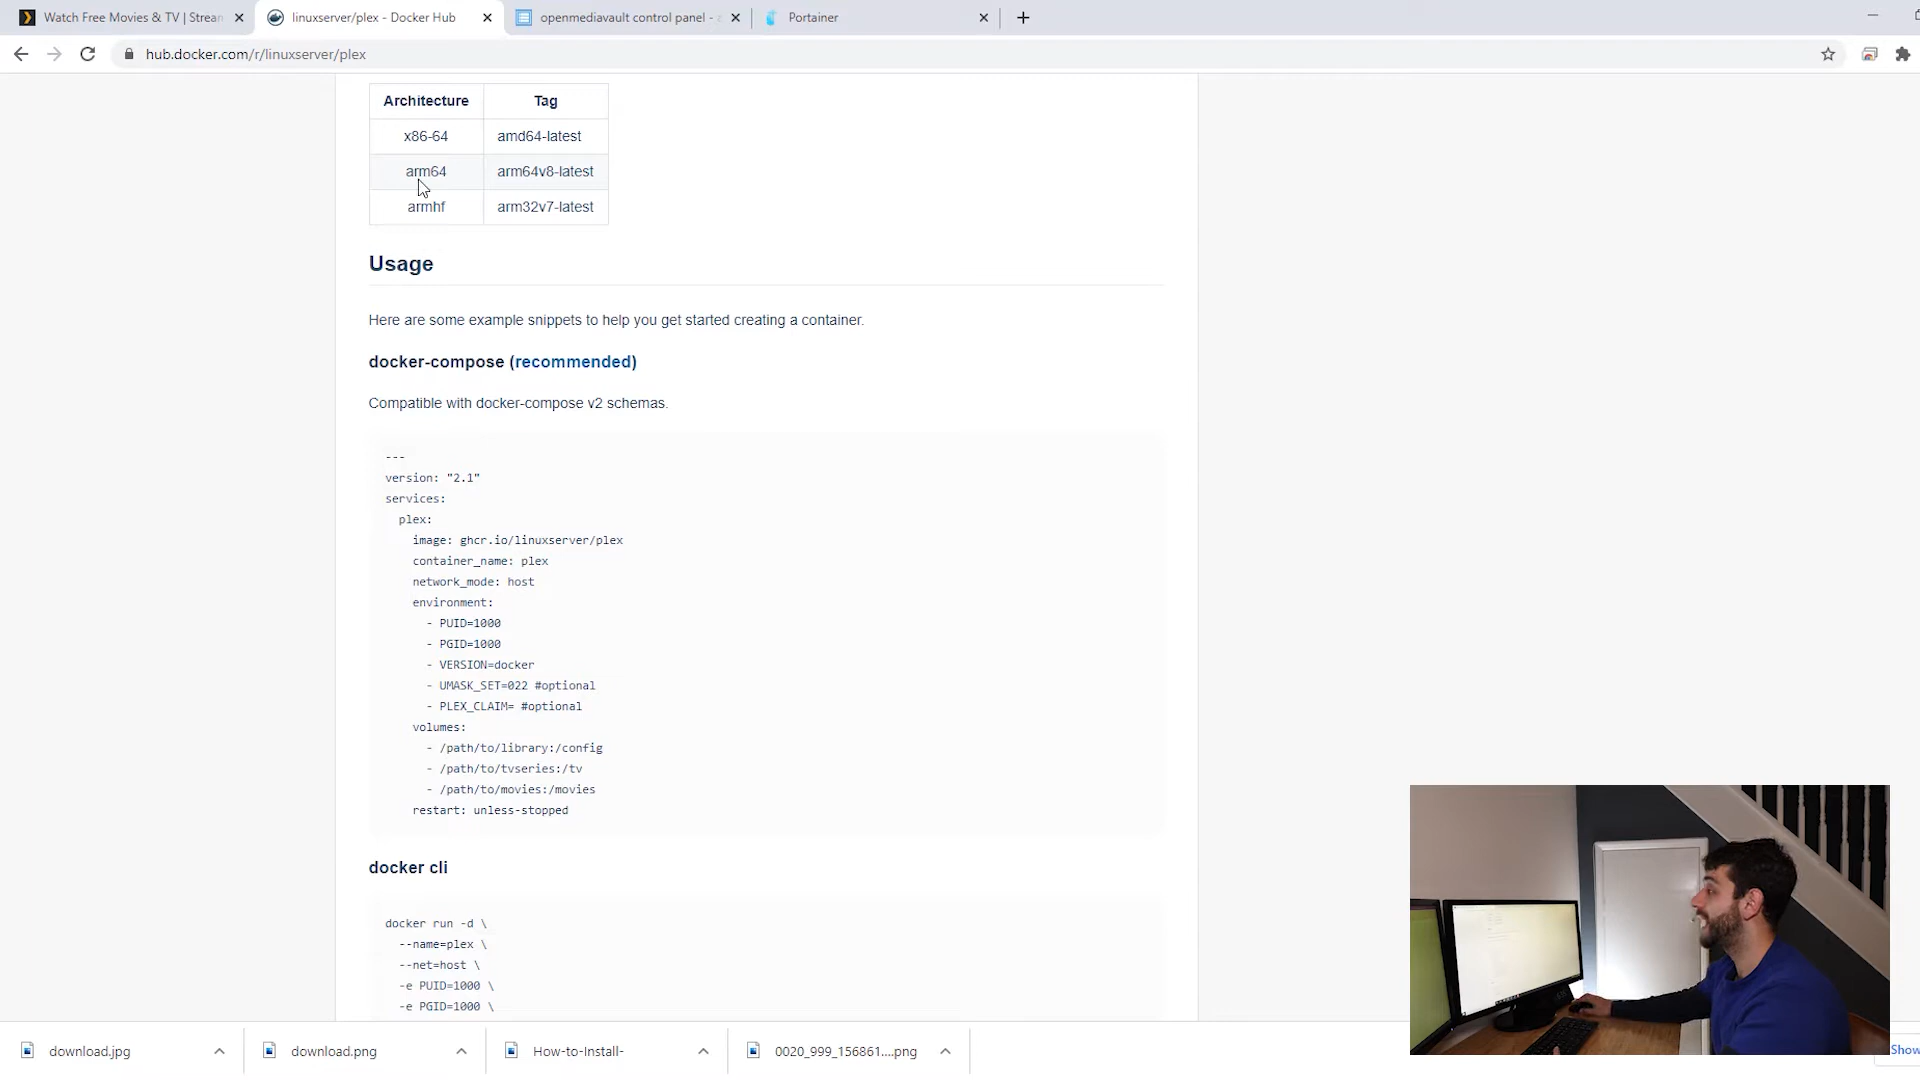 Watch Free Movies & TV | Stream
linuxserver/plex - Docker Hub
openmediavault control panel -
Portainer
hub.docker.com/r/linuxserver/plex
Architecture Tag
x86-64 amd64-latest
arm64 arm64v8-latest
armhf arm32v7-latest
Usage
Here are some example snippets to help you get started creating a container.
docker-compose (recommended)
Compatible with docker-compose v2 schemas.
---
version: "2.1"
services:
plex:
image: ghcr.io/linuxserver/plex
container_name: plex
network_mode: host
environment:
- PUID=1000
- PGID=1000
- VERSION=docker
- UMASK_SET=022 #optional
- PLEX_CLAIM= #optional
volumes:
- /path/to/library:/config
- /path/to/tvseries:/tv
- /path/to/movies:/movies
restart: unless-stopped
docker cli
docker run -d \
--name=plex \
--net=host \
-e PUID=1000 \
-e PGID=1000 \
download.jpg
download.png
How-to-Install-
0020_999_156861....png
Show